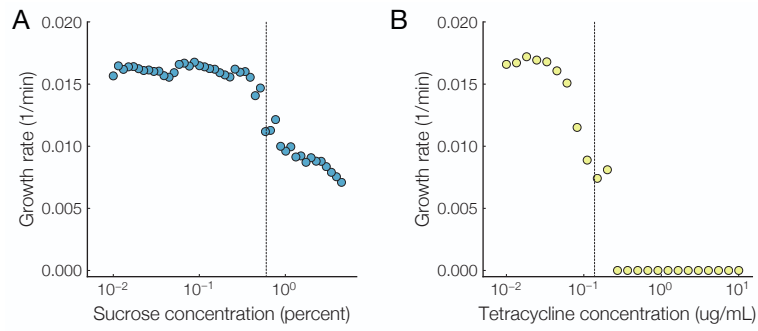 A
B
0.020
0.015
0.010
0.005
0.000
Growth rate (1/min)
10⁻² 10⁻¹ 10⁰
Sucrose concentration (percent)
0.020
0.015
0.010
0.005
0.000
Growth rate (1/min)
10⁻² 10⁻¹ 10⁰ 10¹
Tetracycline concentration (ug/mL)